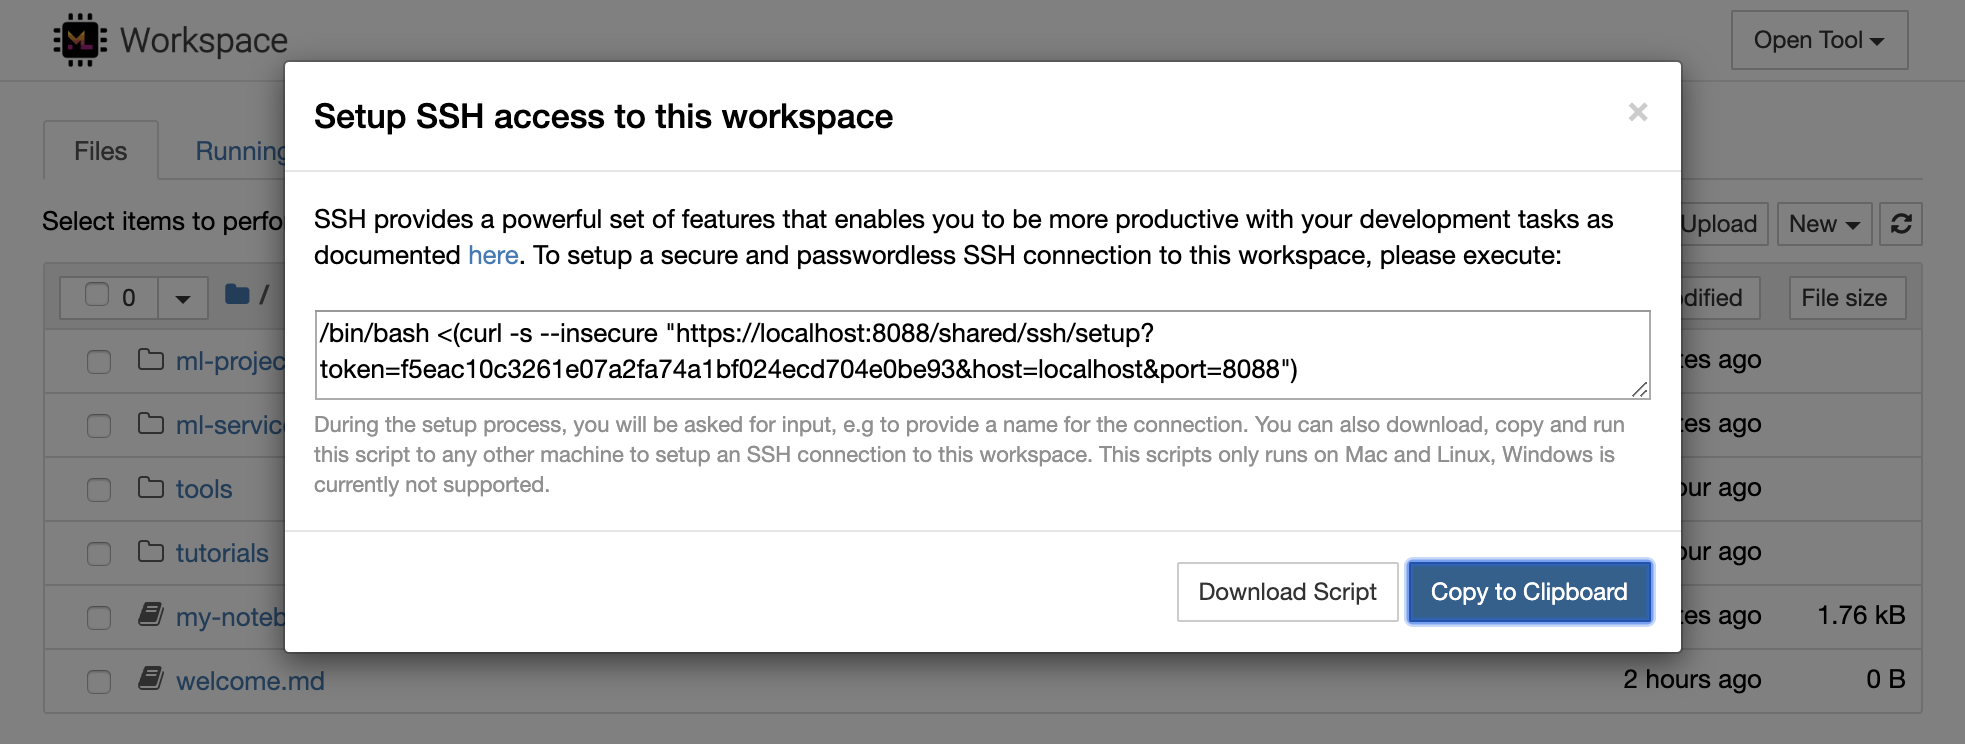 Workspace
Open Tool
Setup SSH access to this workspace
×
Files
Running
SSH provides a powerful set of features that enables you to be more productive with your development tasks as
documented here. To setup a secure and passwordless SSH connection to this workspace, please execute:
Select items to perfo
Upload
New
0
/
odified
File size
/bin/bash <(curl -s --insecure "https://localhost:8088/shared/ssh/setup?
token=f5eac10c3261e07a2fa74a1bf024ecd704e0be93&host=localhost&port=8088")
ml-projec
tes ago
During the setup process, you will be asked for input, e.g to provide a name for the connection. You can also download, copy and run
this script to any other machine to setup an SSH connection to this workspace. This scripts only runs on Mac and Linux, Windows is
currently not supported.
ml-servic
tes ago
tools
our ago
tutorials
our ago
Download Script
Copy to Clipboard
my-noteb
tes ago
1.76 kB
welcome.md
2 hours ago
0 B